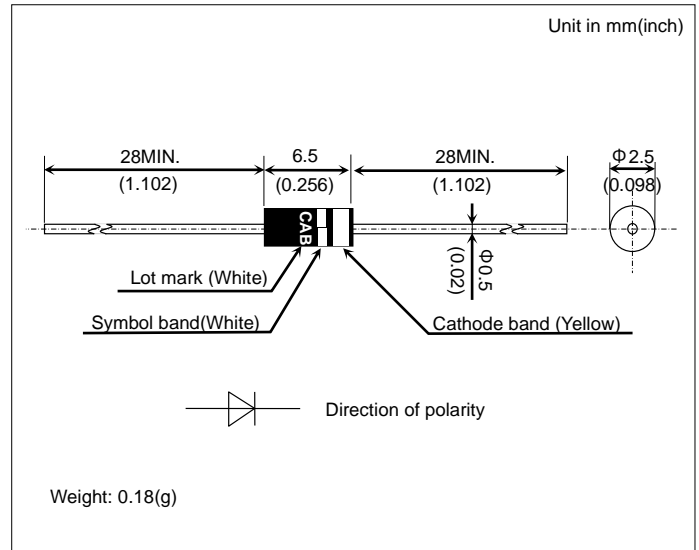 Unit in mm(inch)
28MIN.
(1.102)
6.5
(0.256)
28MIN.
(1.102)
Φ2.5
(0.098)
CAB
Φ0.5
(0.02)
Lot mark (White)
Symbol band(White)
Cathode band (Yellow)
Direction of polarity
Weight: 0.18(g)